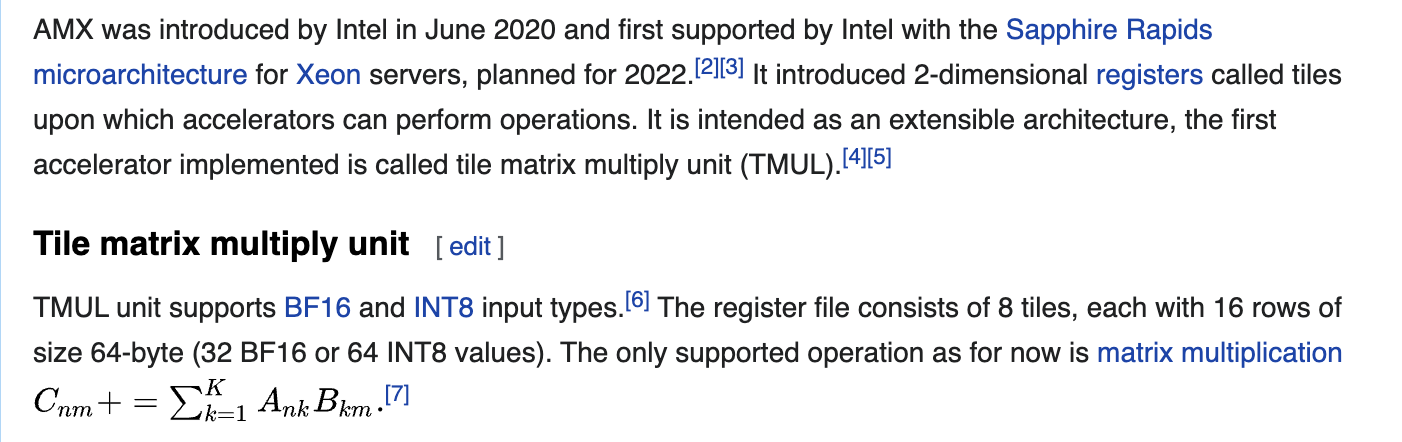 AMX was introduced by Intel in June 2020 and first supported by Intel with the Sapphire Rapids
microarchitecture for Xeon servers, planned for 2022.[2][3] It introduced 2-dimensional registers called tiles
upon which accelerators can perform operations. It is intended as an extensible architecture, the first
accelerator implemented is called tile matrix multiply unit (TMUL).[4][5]
Tile matrix multiply unit [ edit ]
TMUL unit supports BF16 and INT8 input types.[6] The register file consists of 8 tiles, each with 16 rows of
size 64-byte (32 BF16 or 64 INT8 values). The only supported operation as for now is matrix multiplication
C_{nm} + = ∑_{k=1}^{K} A_{nk} B_{km}.[7]